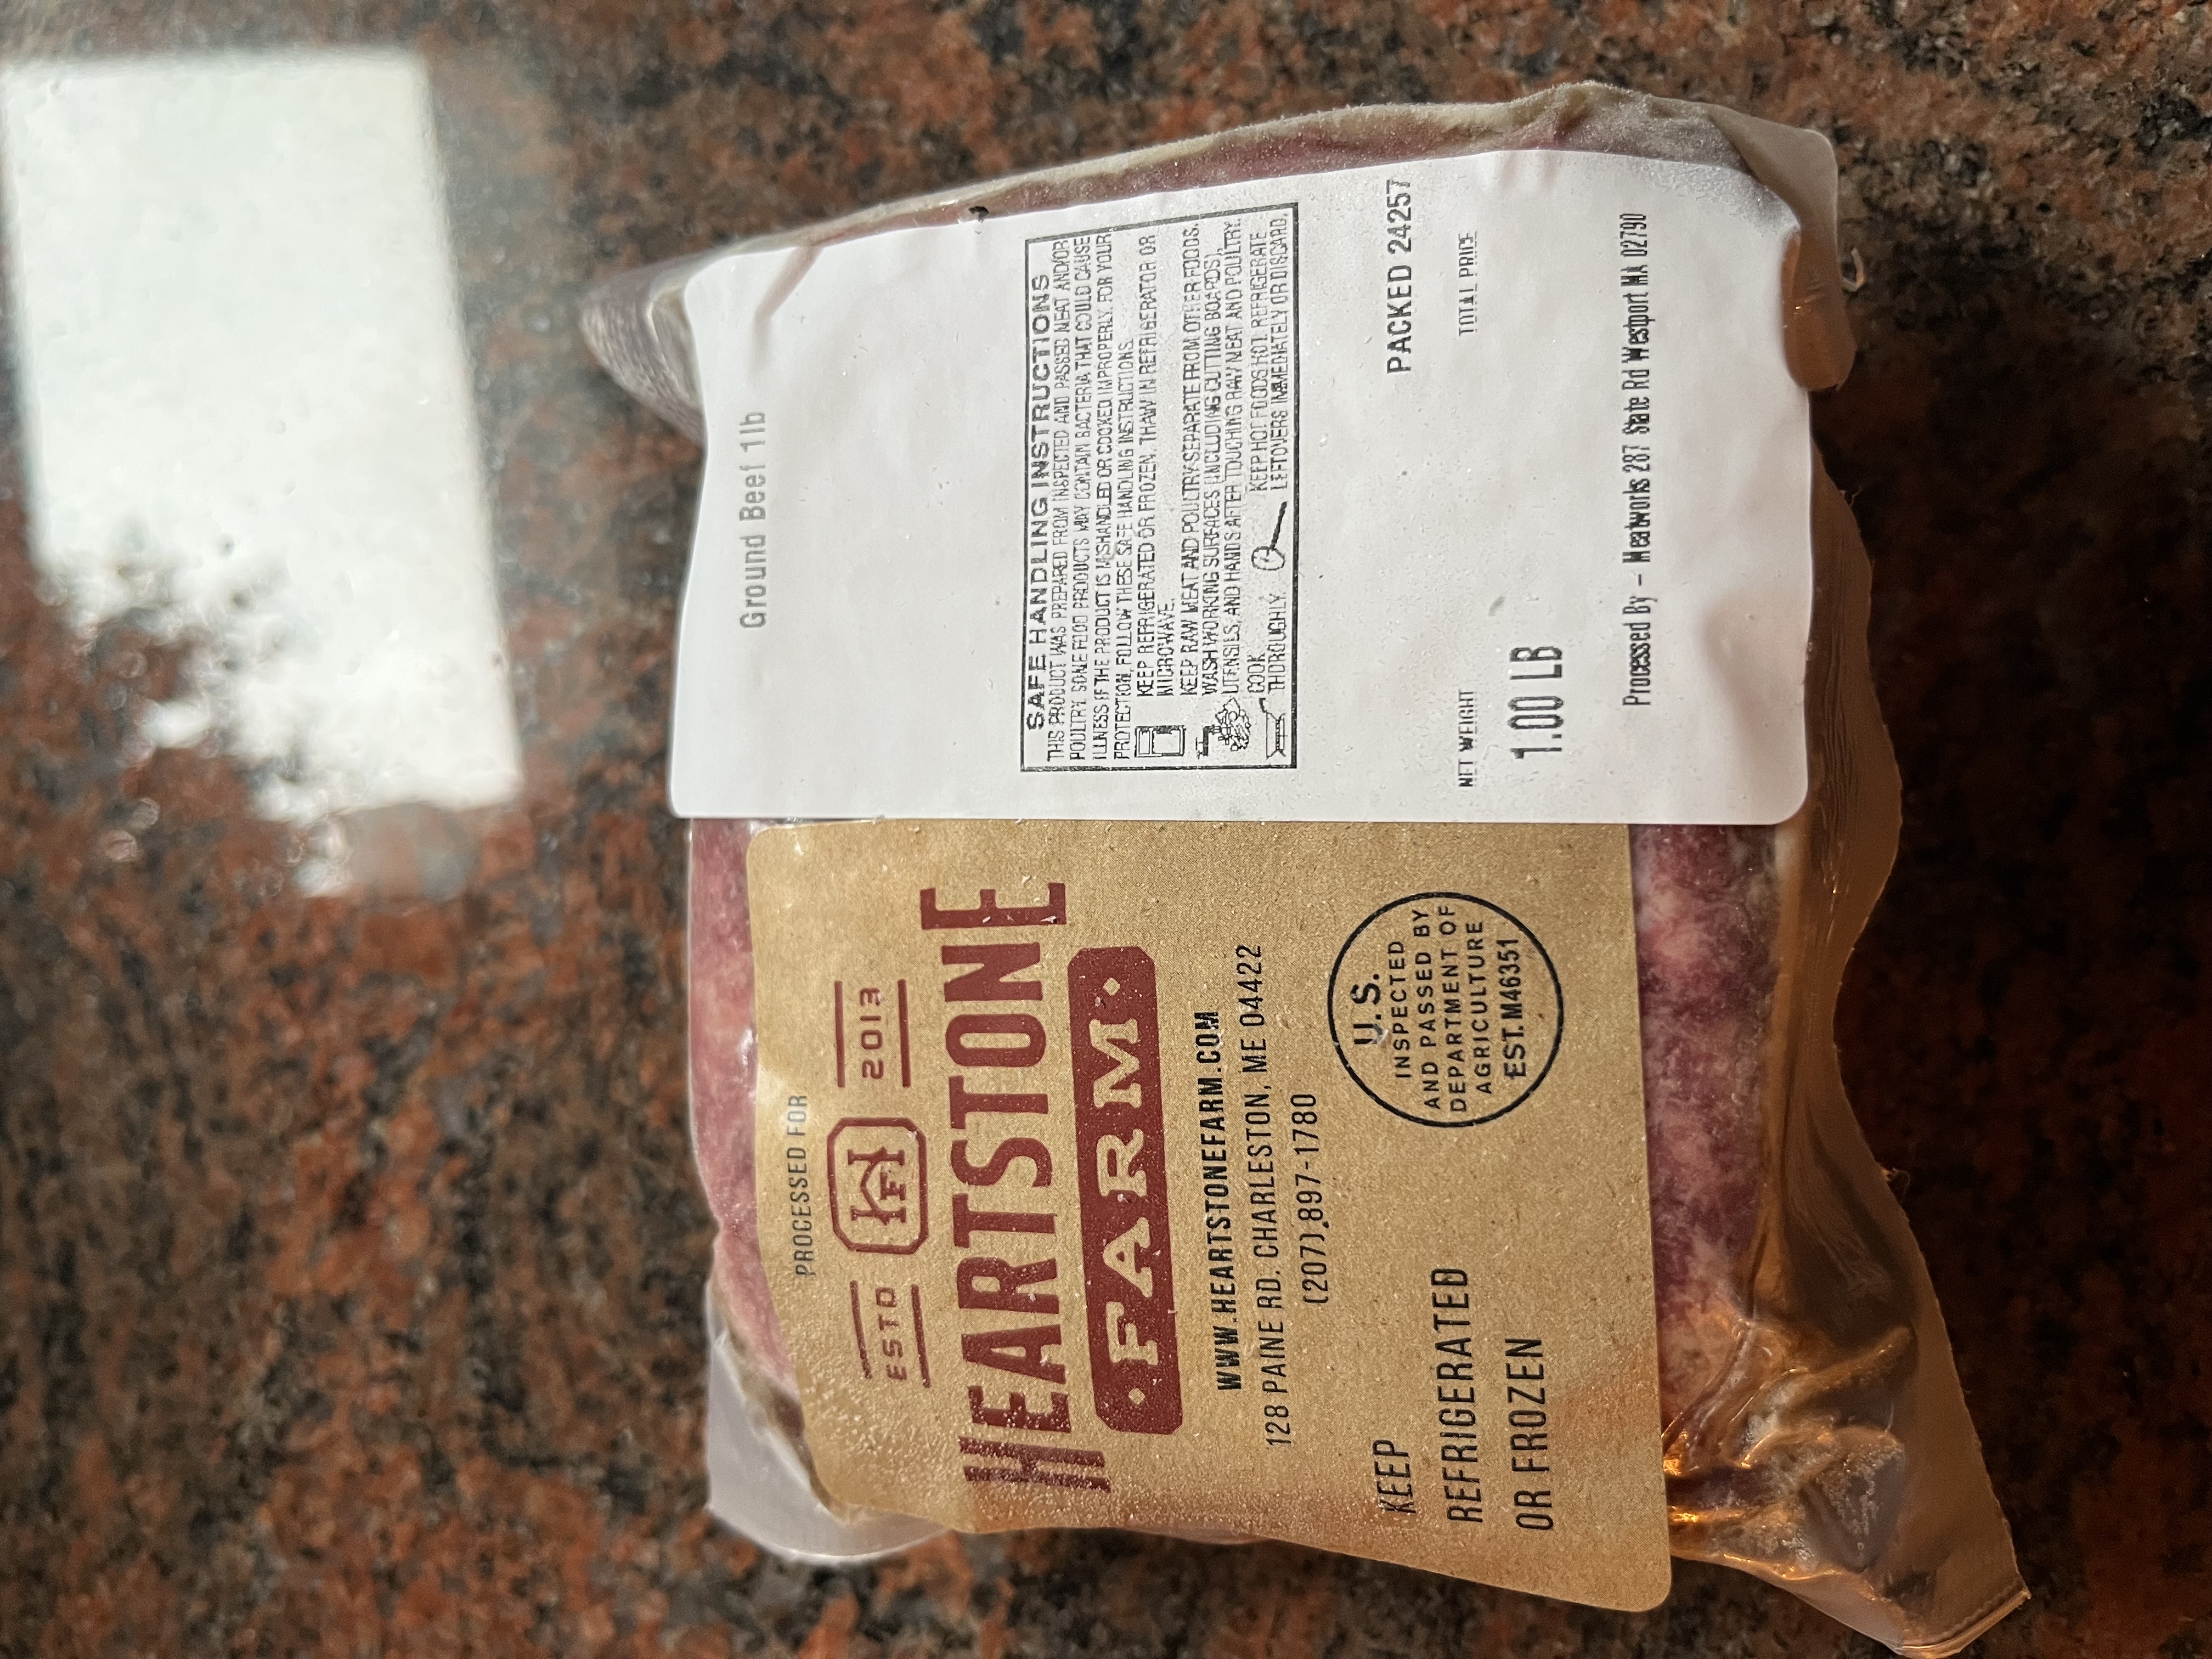 PROCESSED FOR
ESTD HFF 2013
HEARTSTONE
FARM
WWW.HEARTSTONEFARM.COM
128 PAINE RD. CHARLESTON, ME 04422
(207) 897-1780
KEEP
REFRIGERATED
OR FROZEN
U.S.
INSPECTED
AND PASSED BY
DEPARTMENT OF
AGRICULTURE
EST. M46351
Ground Beef 1lb
SAFE HANDLING INSTRUCTIONS
THIS PRODUCT WAS PREPARED FROM INSPECTED AND PASSED MEAT AND/OR
POULTRY. SOME FOOD PRODUCTS MAY CONTAIN BACTERIA THAT COULD CAUSE
ILLNESS IF THE PRODUCT IS MISHANDLED OR COOKED IMPROPERLY. FOR YOUR
PROTECTION, FOLLOW THESE SAFE HANDLING INSTRUCTIONS.
KEEP REFRIGERATED OR FROZEN. THAW IN REFRIGERATOR OR
MICROWAVE.
KEEP RAW MEAT AND POULTRY SEPARATE FROM OTHER FOODS.
WASH WORKING SURFACES (INCLUDING CUTTING BOARDS),
UTENSILS, AND HANDS AFTER TOUCHING RAW MEAT AND POULTRY.
COOK
THOROUGHLY.
KEEP HOT FOODS HOT. REFRIGERATE
LEFTOVERS IMMEDIATELY OR DISCARD.
PACKED 24257
NET WEIGHT
TOTAL PRICE
1.00 LB
Processed By - Meatworks 287 State Rd Westport MA 02790